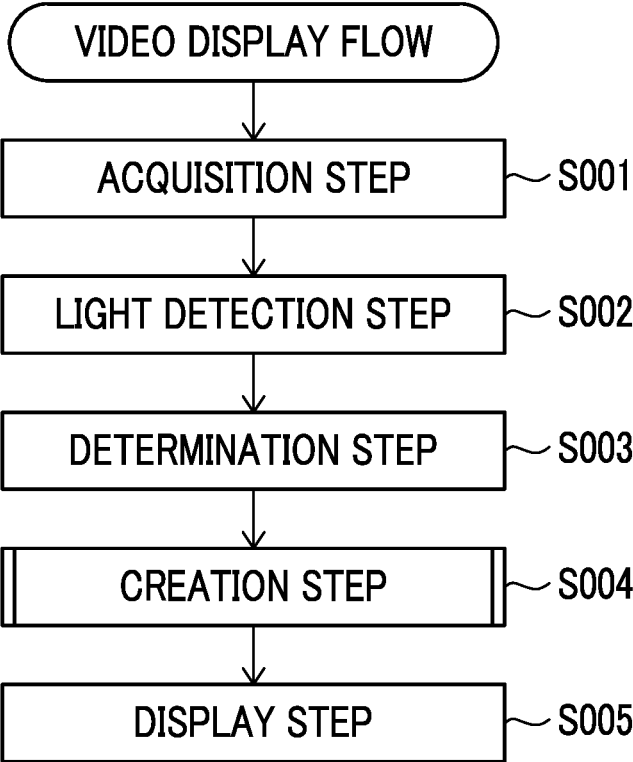 VIDEO DISPLAY FLOW
ACQUISITION STEP S001
LIGHT DETECTION STEP S002
DETERMINATION STEP S003
CREATION STEP S004
DISPLAY STEP S005